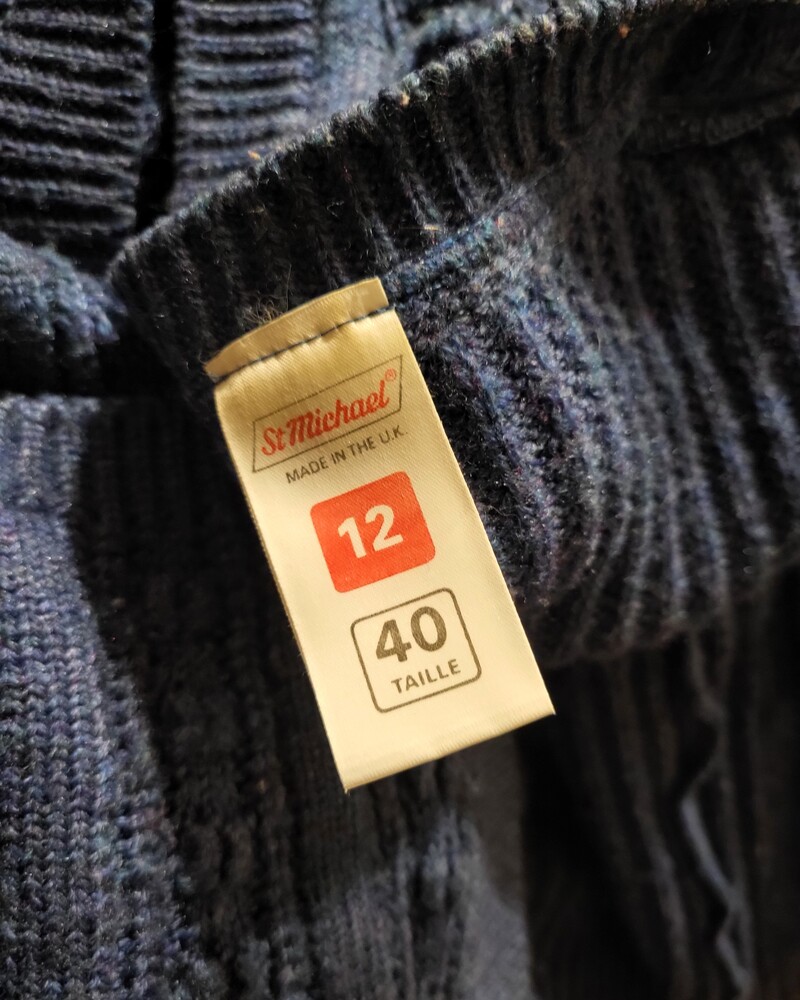 St Michael®
MADE IN THE U.K.
12
40
TAILLE